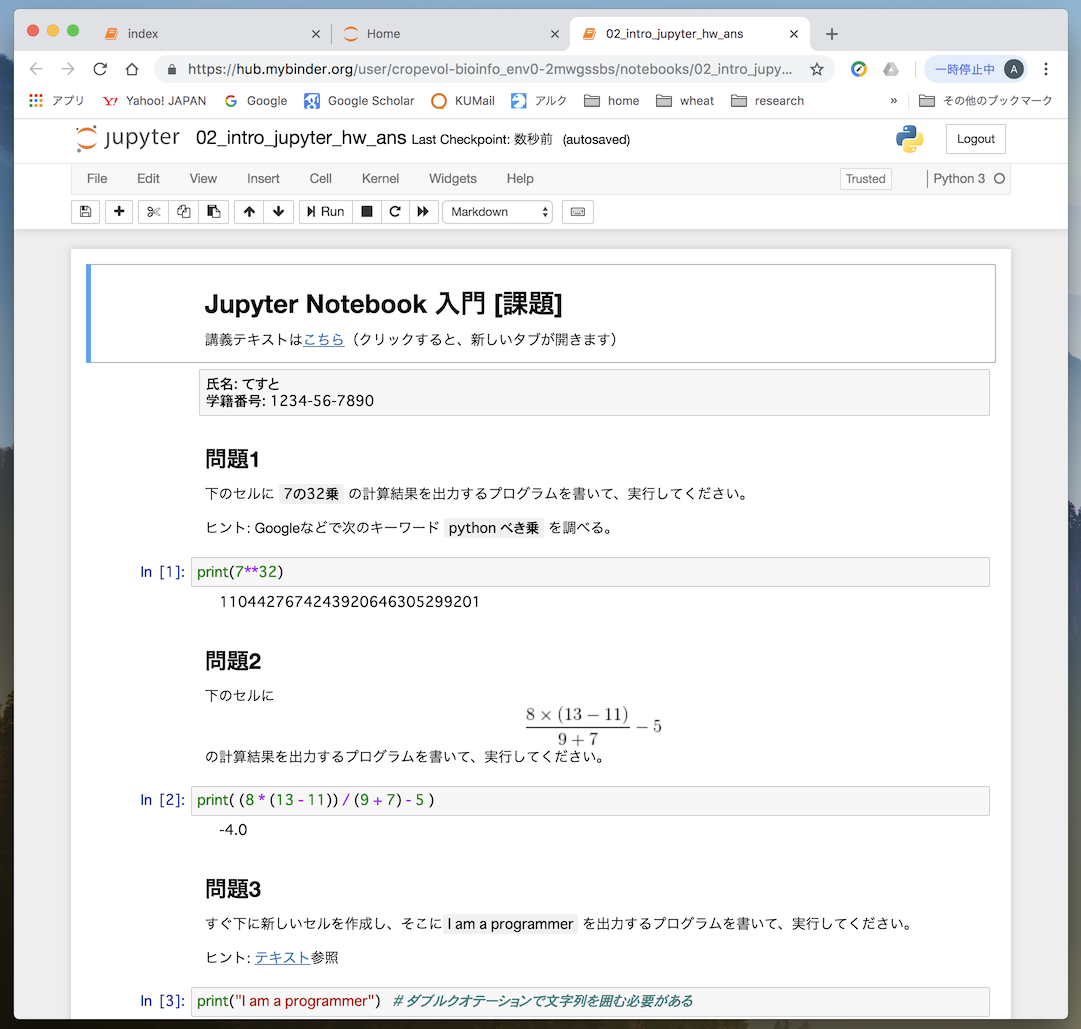 index
Home
02_intro_jupyter_hw_ans
https://hub.mybinder.org/user/cropevol-bioinfo_env0-2mwgssbs/notebooks/02_intro_jupy...
一時停止中 A
アプリ Yahoo! JAPAN Google Google Scholar KUMail アルク home wheat research » その他のブックマーク
jupyter 02_intro_jupyter_hw_ans Last Checkpoint: 数秒前 (autosaved) Logout
File Edit View Insert Cell Kernel Widgets Help Trusted Python 3
Run Markdown
Jupyter Notebook 入門 [課題]
講義テキストはこちら（クリックすると、新しいタブが開きます）
氏名: てすと
学籍番号: 1234-56-7890
問題1
下のセルに 7の32乗 の計算結果を出力するプログラムを書いて、実行してください。
ヒント: Googleなどで次のキーワード python べき乗 を調べる。
In [1]: print(7**32)
1104427674243920646305299201
問題2
下のセルに
8 × (13 − 11)
9 + 7
− 5
の計算結果を出力するプログラムを書いて、実行してください。
In [2]: print( (8 * (13 - 11)) / (9 + 7) - 5 )
-4.0
問題3
すぐ下に新しいセルを作成し、そこに I am a programmer を出力するプログラムを書いて、実行してください。
ヒント: テキスト参照
In [3]: print("I am a programmer") # ダブルクオテーションで文字列を囲む必要がある